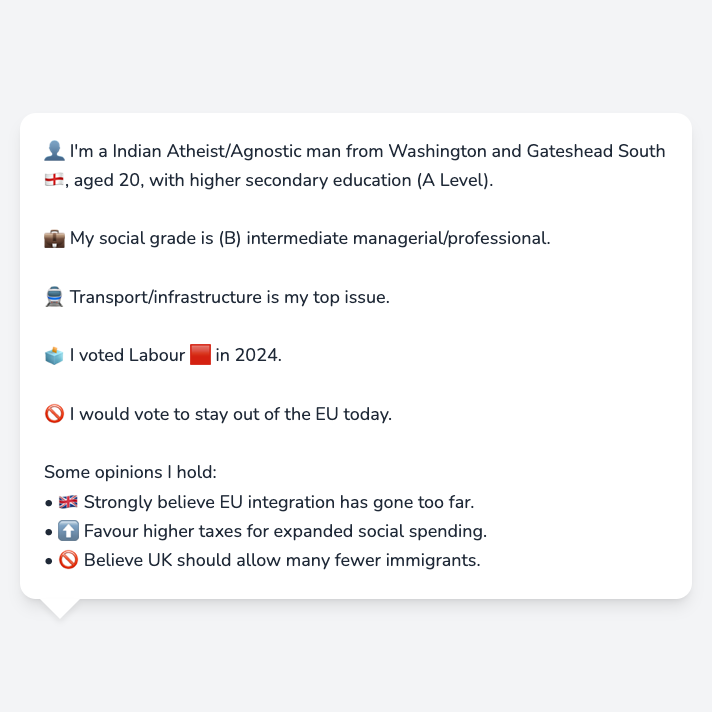 👤 I'm a Indian Atheist/Agnostic man from Washington and Gateshead South
🏴󠁧󠁢󠁥󠁮󠁧󠁿, aged 20, with higher secondary education (A Level).
💼 My social grade is (B) intermediate managerial/professional.
🚆 Transport/infrastructure is my top issue.
🗳️ I voted Labour 🟥 in 2024.
🚫 I would vote to stay out of the EU today.
Some opinions I hold:
• 🇬🇧 Strongly believe EU integration has gone too far.
• ⬆️ Favour higher taxes for expanded social spending.
• 🚫 Believe UK should allow many fewer immigrants.